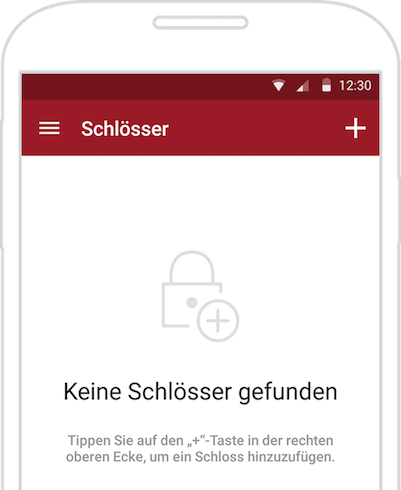 12:30
Schlösser
Keine Schlösser gefunden
Tippen Sie auf den „+“-Taste in der rechten
oberen Ecke, um ein Schloss hinzuzufügen.